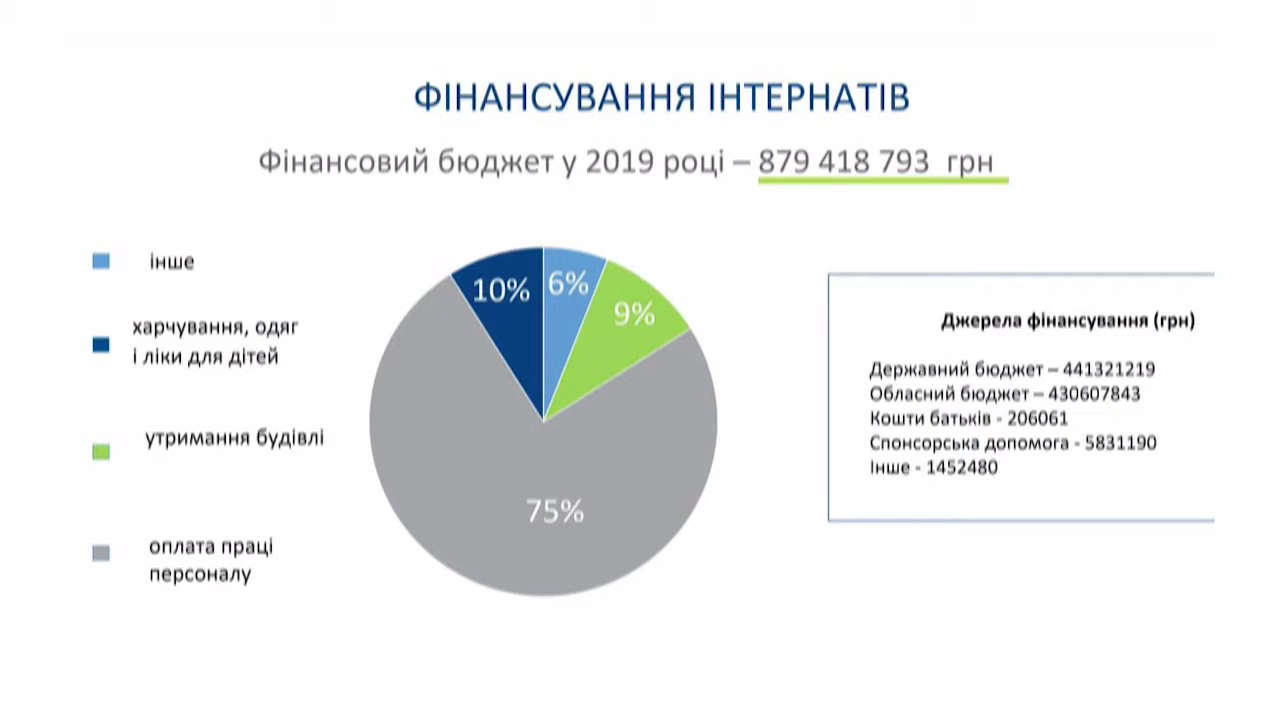 ФІНАНСУВАННЯ ІНТЕРНАТІВ
Фінансовий бюджет у 2019 році – 879 418 793 грн
інше
харчування, одяг
і ліки для дітей
утримання будівлі
оплата праці
персоналу
10%
6%
9%
75%
Джерела фінансування (грн)
Державний бюджет – 441321219
Обласний бюджет – 430607843
Кошти батьків - 206061
Спонсорська допомога - 5831190
Інше - 1452480